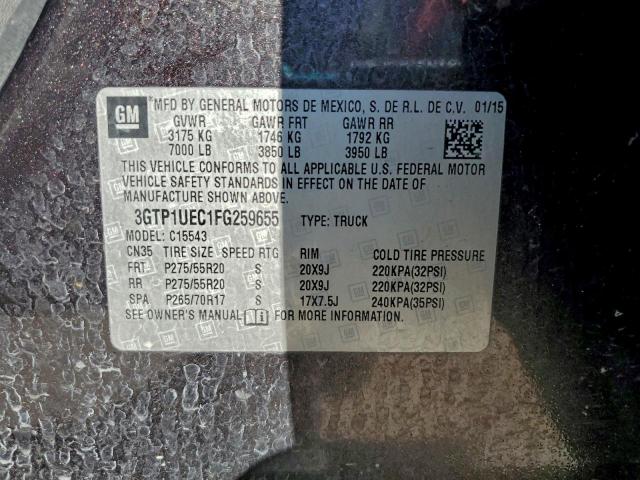 GM
*MFD BY GENERAL MOTORS DE MEXICO, S. DE R.L. DE C.V. 01/15
GVWR GAWR FRT GAWR RR
3175 KG 1746 KG 1792 KG
7000 LB 3850 LB 3950 LB
THIS VEHICLE CONFORMS TO ALL APPLICABLE U.S. FEDERAL MOTOR
VEHICLE SAFETY STANDARDS IN EFFECT ON THE DATE OF
MANUFACTURE SHOWN ABOVE.
3GTP1UEC1FG259655 TYPE: TRUCK
MODEL: C15543
CN35 TIRE SIZE SPEED RTG RIM COLD TIRE PRESSURE
FRT P275/55R20 S 20X9J 220KPA(32PSI)
RR P275/55R20 S 20X9J 220KPA(32PSI)
SPA P265/70R17 S 17X7.5J 240KPA(35PSI)
SEE OWNER'S MANUAL FOR MORE INFORMATION.